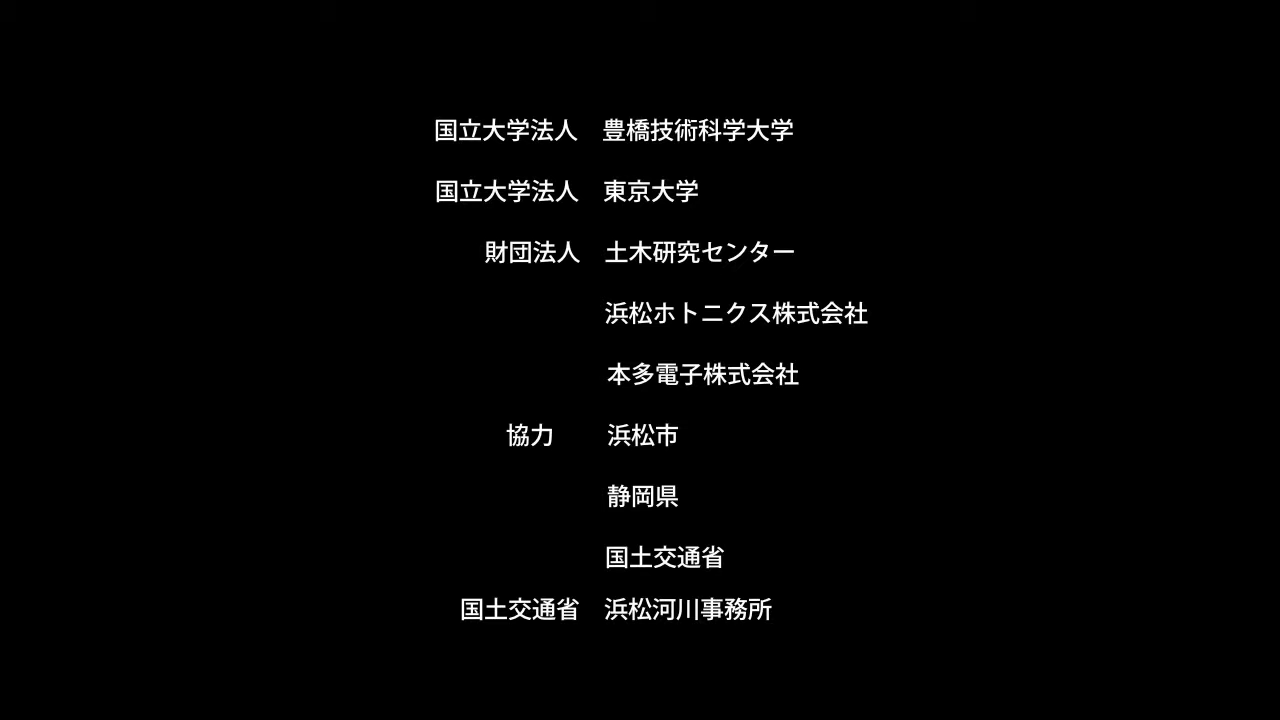 国立大学法人　豊橋技術科学大学
国立大学法人　東京大学
財団法人　土木研究センター
浜松ホトニクス株式会社
本多電子株式会社
協力　浜松市
静岡県
国土交通省
国土交通省　浜松河川事務所